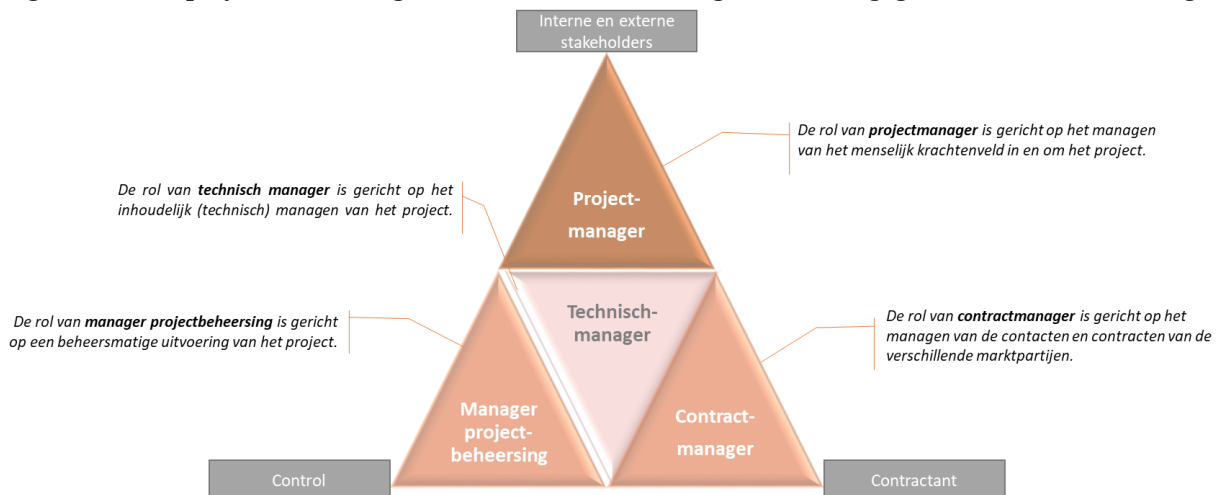 Interne en externe
stakeholders
De rol van projectmanager is gericht op het managen
van het menselijk krachtenveld in en om het project.
De rol van technisch manager is gericht op het
inhoudelijk (technisch) managen van het project.
Project-
manager
Technisch-
manager
De rol van manager projectbeheersing is gericht
op een beheersmatige uitvoering van het project.
De rol van contractmanager is gericht op het
managen van de contacten en contracten van de
verschillende marktpartijen.
Manager
project-
beheersing
Contract-
manager
Control
Contractant